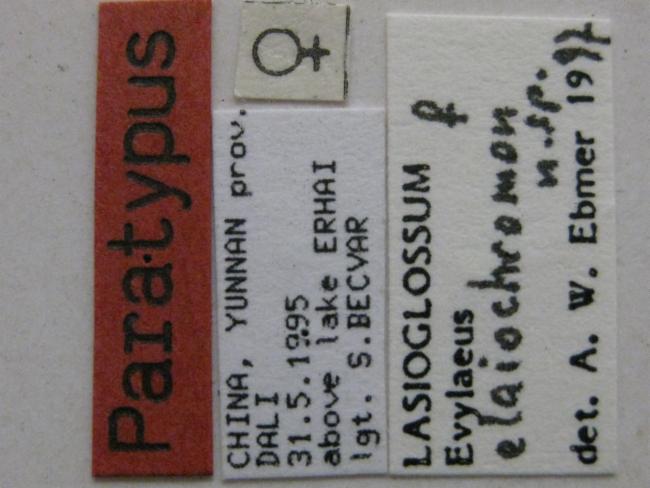 Paratypus
♀
CHINA, YUNNAN prov.
DALI
31.5.1995
above lake ERHAI
lgt. S.BECVAR
LASIOGLOSSUM ♀
Evylaeus
elaiochromon
n.sp.
det. A. W. Ebmer 1997